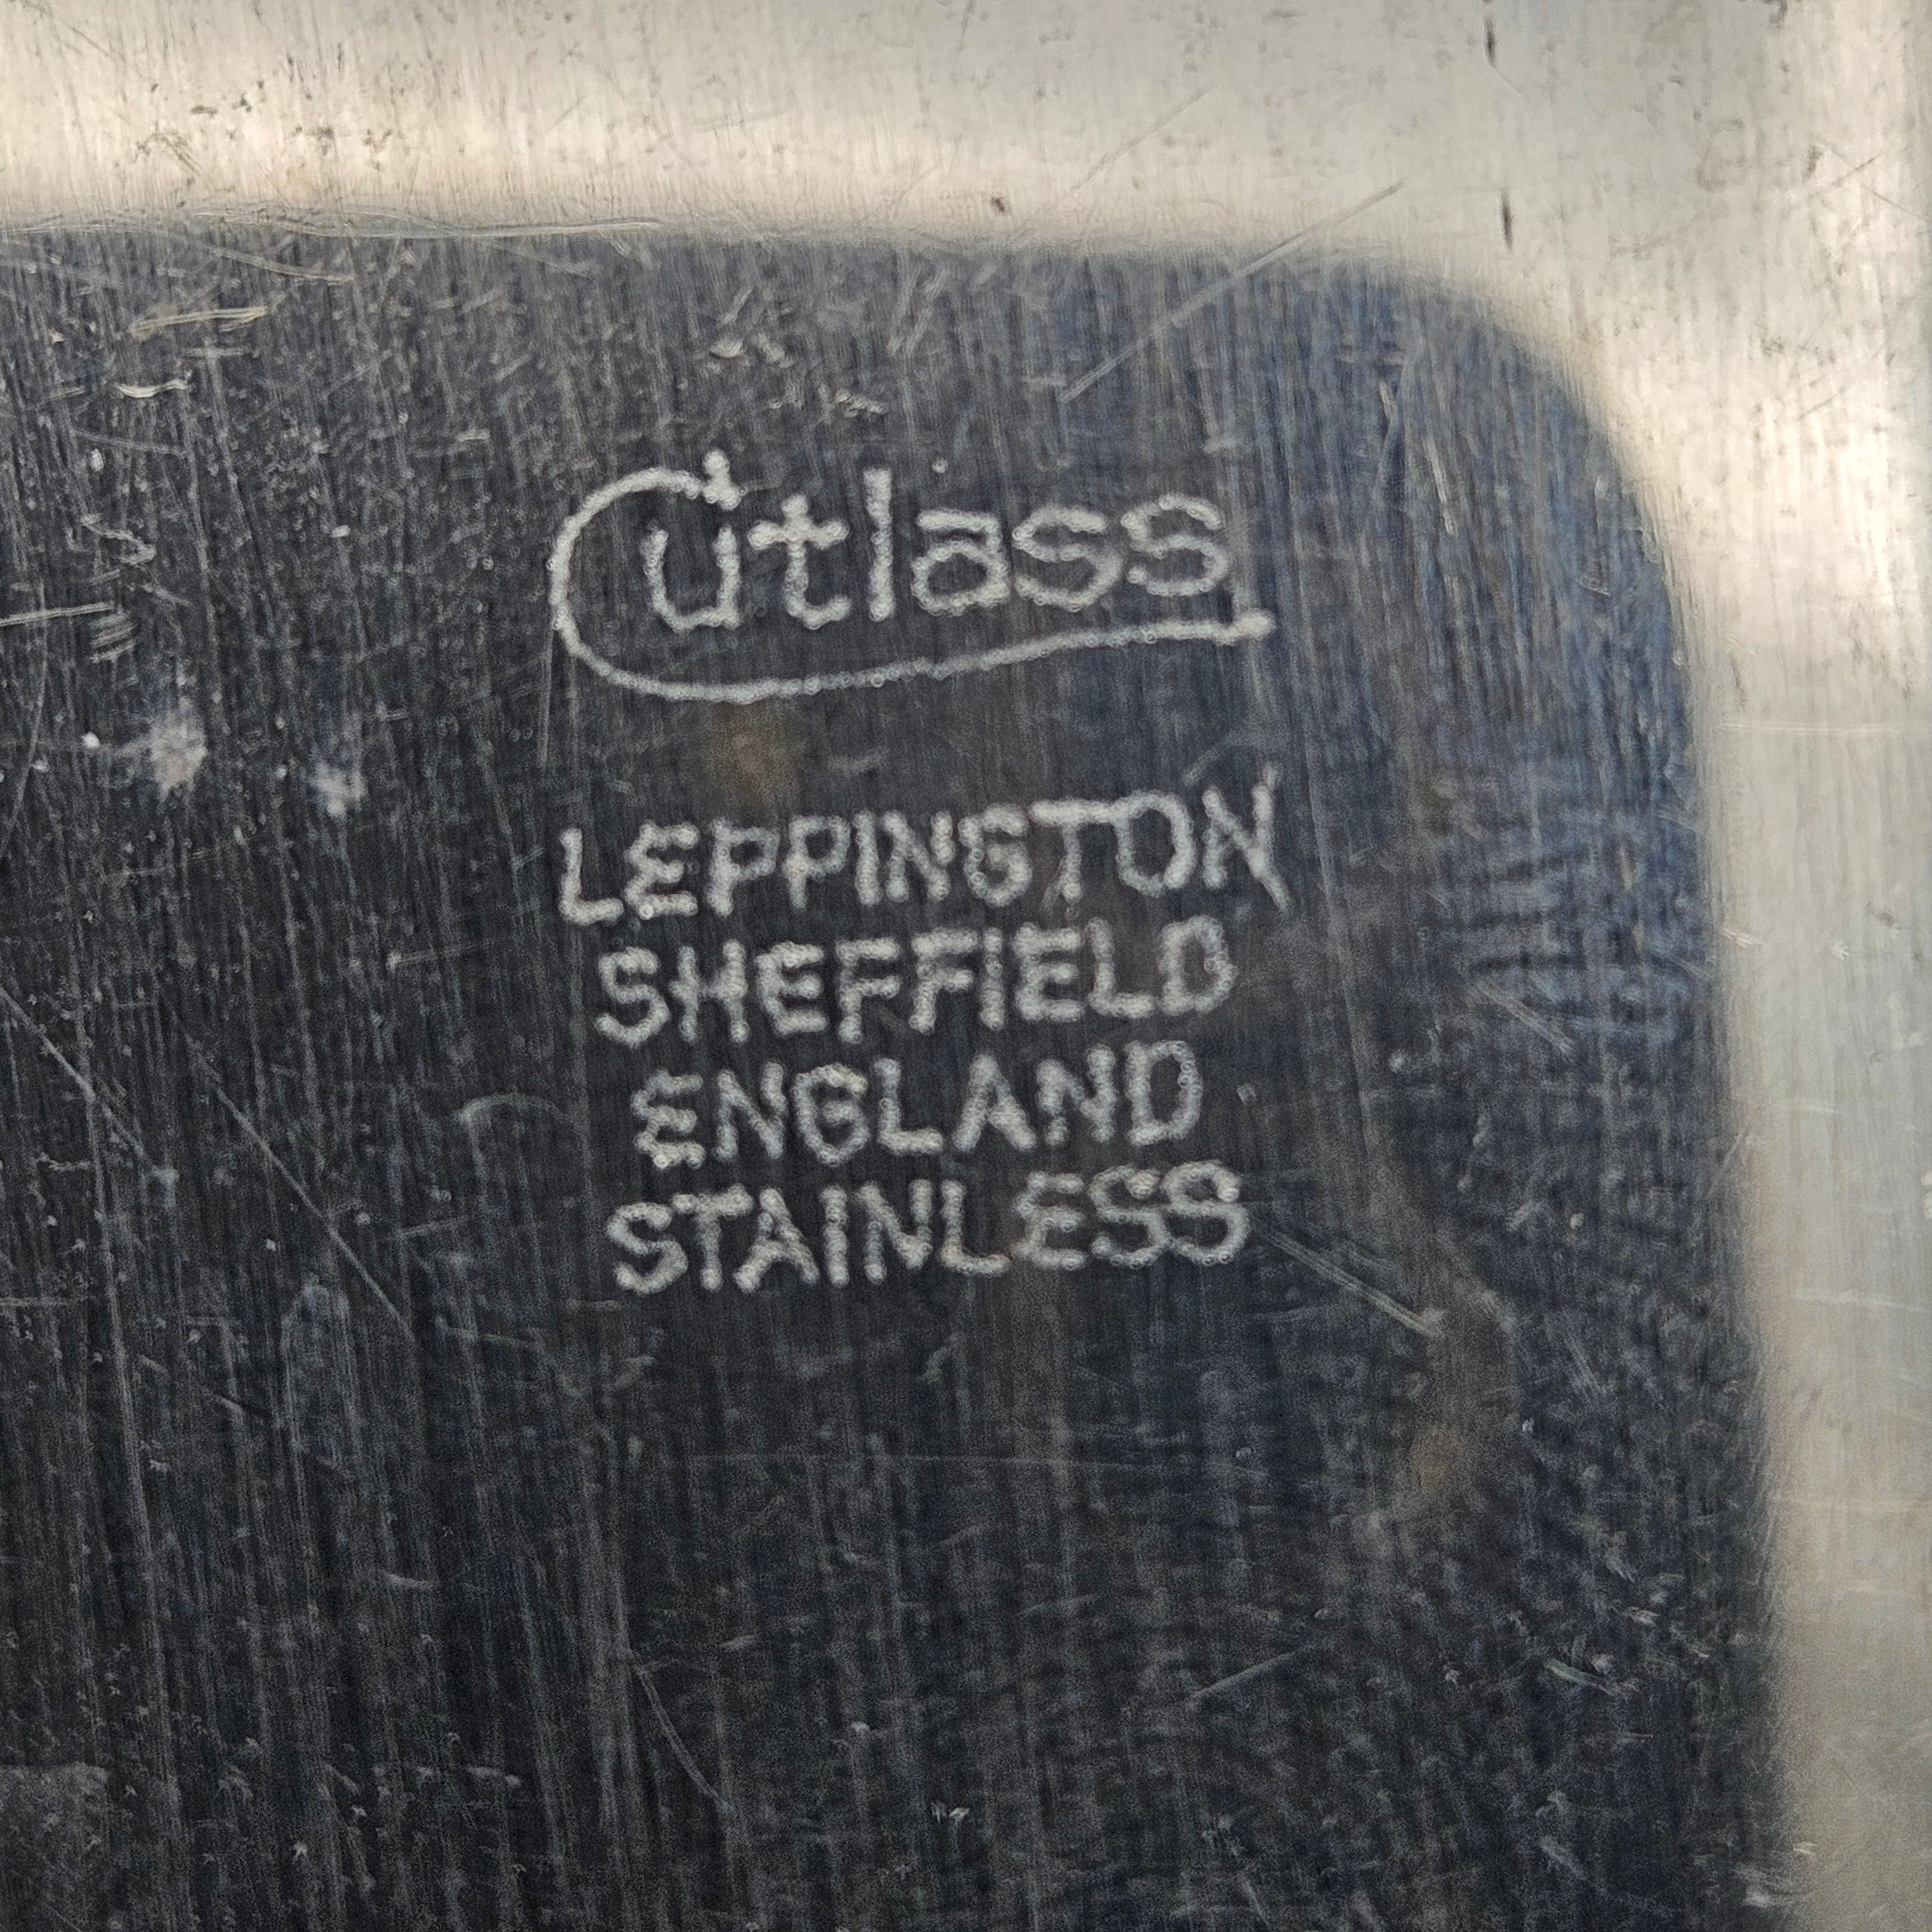 Cutlass
LEPPINGTON
SHEFFIELD
ENGLAND
STAINLESS